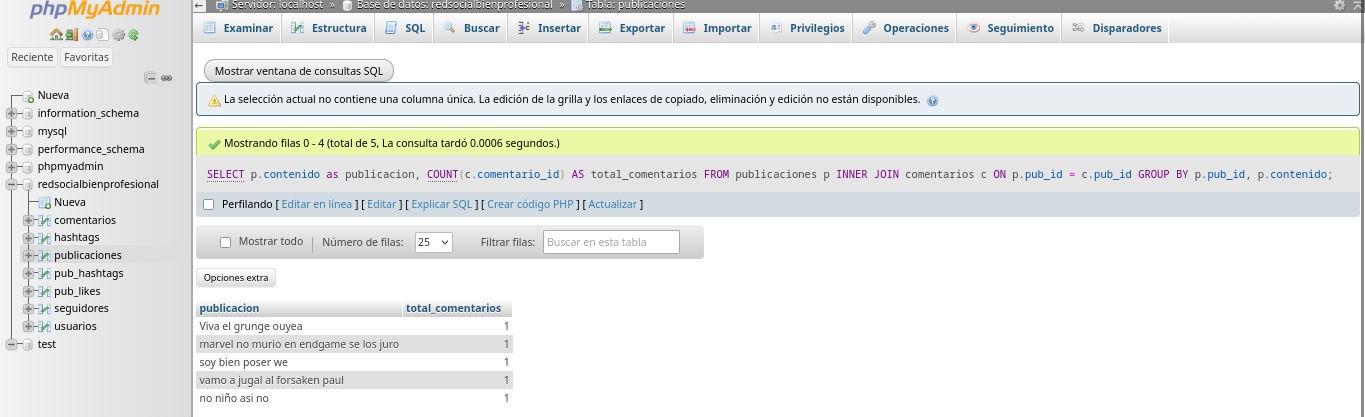 phpMyAdmin
Reciente Favoritas
Nueva
information_schema
mysql
performance_schema
phpmyadmin
redsocialbienprofesional
Nueva
comentarios
hashtags
publicaciones
pub_hashtags
pub_likes
seguidores
usuarios
test
Servidor: localhost » Base de datos: redsocialbienprofesional » Tabla: publicaciones
Examinar Estructura SQL Buscar Insertar Exportar Importar Privilegios Operaciones Seguimiento Disparadores
Mostrar ventana de consultas SQL
La selección actual no contiene una columna única. La edición de la grilla y los enlaces de copiado, eliminación y edición no están disponibles.
Mostrando filas 0 - 4 (total de 5, La consulta tardó 0.0006 segundos.)
SELECT p.contenido as publicacion, COUNT(c.comentario_id) AS total_comentarios FROM publicaciones p INNER JOIN comentarios c ON p.pub_id = c.pub_id GROUP BY p.pub_id, p.contenido;
Perfilando [ Editar en línea ] [ Editar ] [ Explicar SQL ] [ Crear código PHP ] [ Actualizar ]
Mostrar todo Número de filas: 25 Filtrar filas: Buscar en esta tabla
Opciones extra
publicacion total_comentarios
Viva el grunge ouyea 1
marvel no murio en endgame se los juro 1
soy bien poser we 1
vamo a jugal al forsaken paul 1
no niño asi no 1